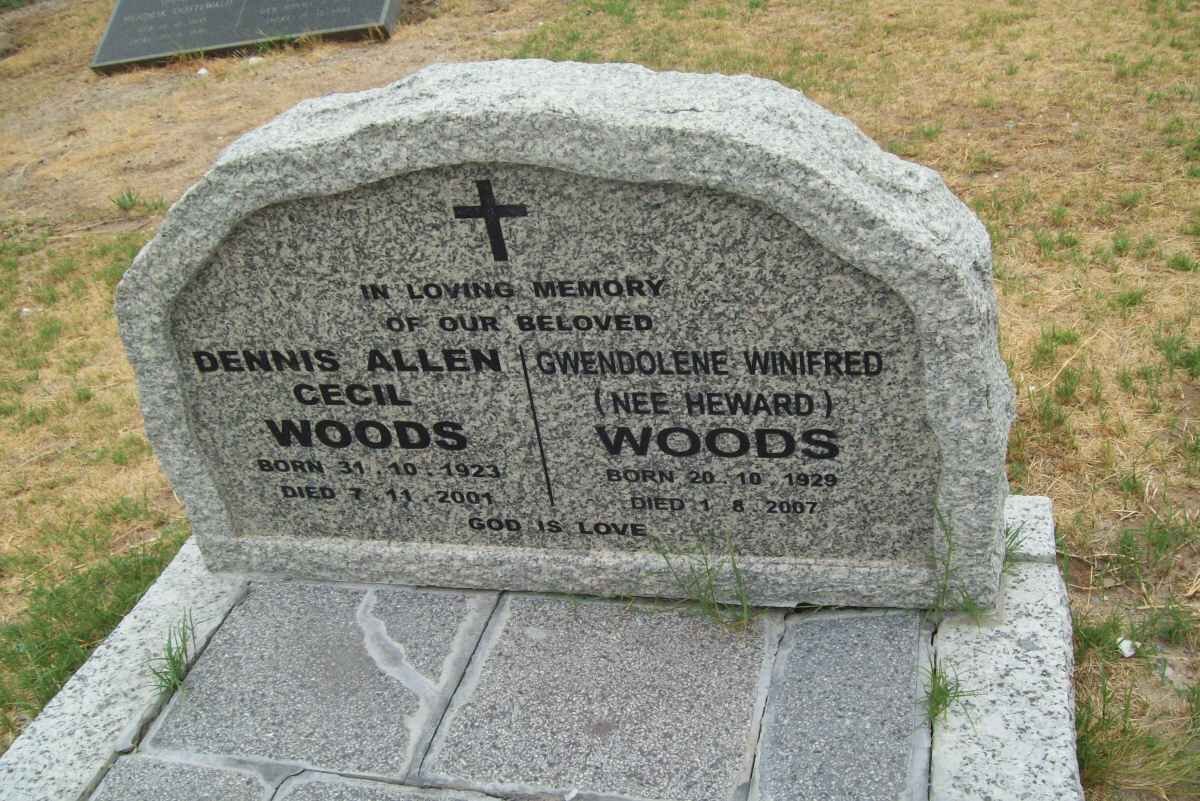 IN LOVING MEMORY
OF OUR BELOVED
DENNIS ALLEN
CECIL
WOODS
BORN 31 . 10 . 1923
DIED 7 . 11 . 2001
GWENDOLENE WINIFRED
(NEE HEWARD)
WOODS
BORN 20 . 10 . 1929
DIED 1 . 8 . 2007
GOD IS LOVE